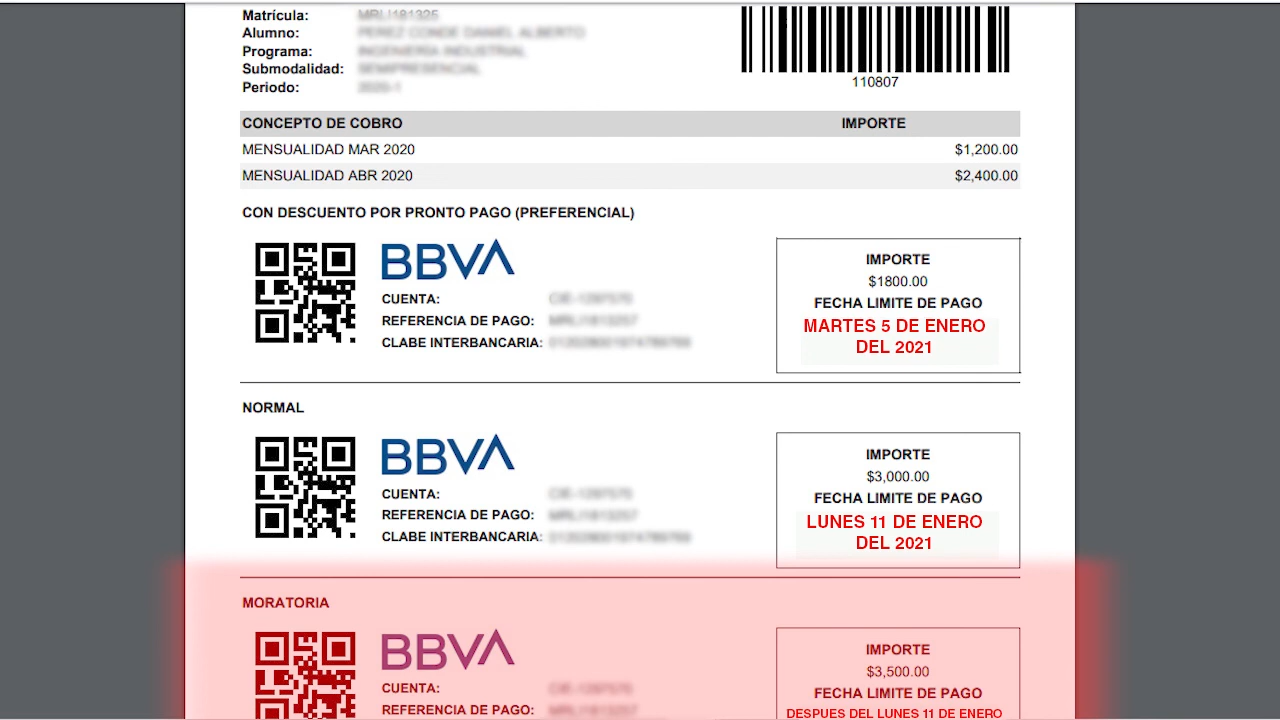 Matrícula:
Alumno:
Programa:
Submodalidad:
Periodo:
110807
CONCEPTO DE COBRO IMPORTE
MENSUALIDAD MAR 2020 $1,200.00
MENSUALIDAD ABR 2020 $2,400.00
CON DESCUENTO POR PRONTO PAGO (PREFERENCIAL)
BBVA
CUENTA:
REFERENCIA DE PAGO:
CLABE INTERBANCARIA:
IMPORTE
$1800.00
FECHA LIMITE DE PAGO
MARTES 5 DE ENERO
DEL 2021
NORMAL
BBVA
CUENTA:
REFERENCIA DE PAGO:
CLABE INTERBANCARIA:
IMPORTE
$3,000.00
FECHA LIMITE DE PAGO
LUNES 11 DE ENERO
DEL 2021
MORATORIA
BBVA
CUENTA:
REFERENCIA DE PAGO:
IMPORTE
$3,500.00
FECHA LIMITE DE PAGO
DESPUES DEL LUNES 11 DE ENERO